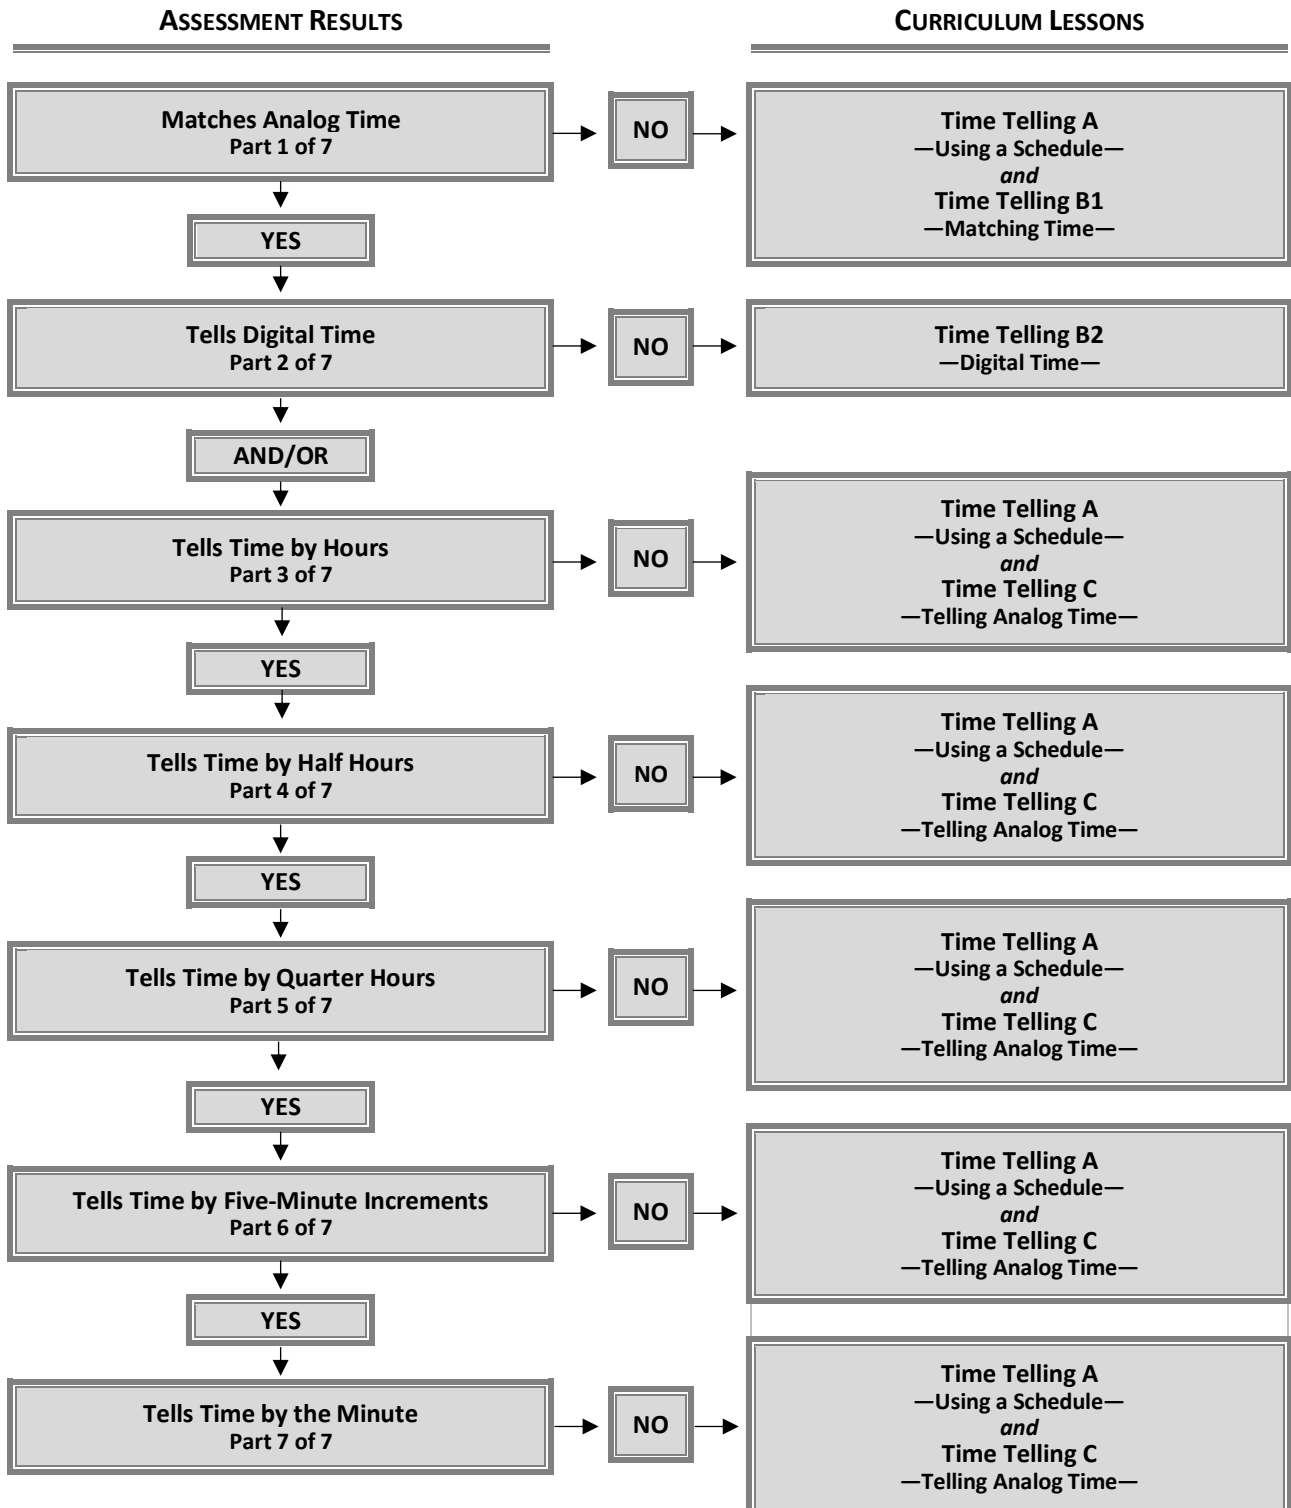 ASSESSMENT RESULTS
CURRICULUM LESSONS
Matches Analog Time
Part 1 of 7
NO
Time Telling A
—Using a Schedule—
and
Time Telling B1
—Matching Time—
YES
Tells Digital Time
Part 2 of 7
NO
Time Telling B2
—Digital Time—
AND/OR
Tells Time by Hours
Part 3 of 7
NO
Time Telling A
—Using a Schedule—
and
Time Telling C
—Telling Analog Time—
YES
Tells Time by Half Hours
Part 4 of 7
NO
Time Telling A
—Using a Schedule—
and
Time Telling C
—Telling Analog Time—
YES
Tells Time by Quarter Hours
Part 5 of 7
NO
Time Telling A
—Using a Schedule—
and
Time Telling C
—Telling Analog Time—
YES
Tells Time by Five-Minute Increments
Part 6 of 7
NO
Time Telling A
—Using a Schedule—
and
Time Telling C
—Telling Analog Time—
YES
Tells Time by the Minute
Part 7 of 7
NO
Time Telling A
—Using a Schedule—
and
Time Telling C
—Telling Analog Time—